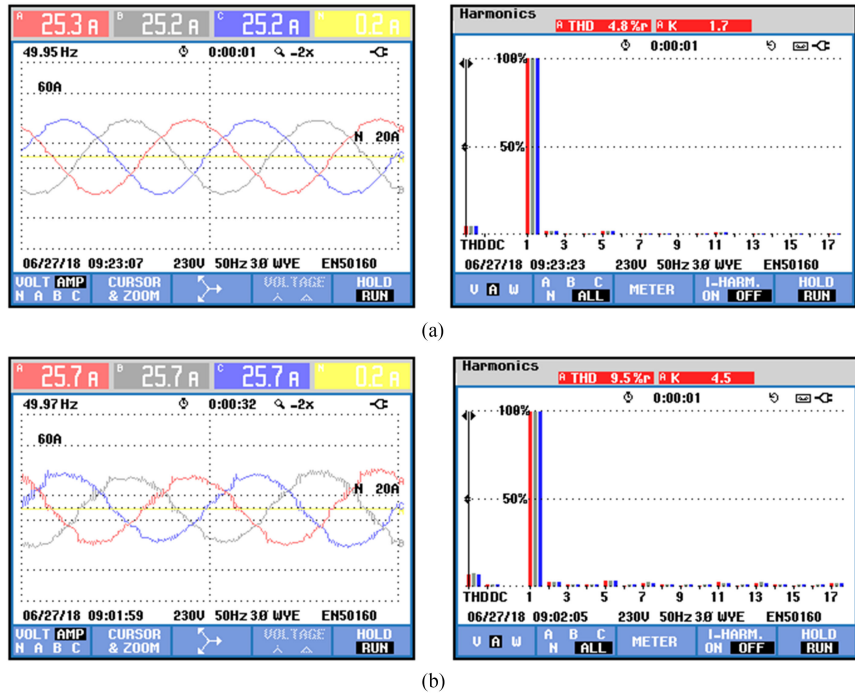 A 25.3 A B 25.2 A C 25.2 A N 0.2 A
49.95 Hz 0:00:01 -2x
60A
N 20A
A
C
B
06/27/18 09:23:07 230V 50Hz 3Ø WYE EN50160
VOLT AMP CURSOR VOLTAGE HOLD
N A B C & ZOOM RUN
Harmonics
A THD 4.8%r A K 1.7
0:00:01
100%
50%
THDDC 1 3 5 7 9 11 13 15 17
06/27/18 09:23:23 230V 50Hz 3Ø WYE EN50160
V A W A B C METER I-HARM. HOLD
N ALL ON OFF RUN
(a)
A 25.7 A B 25.7 A C 25.7 A N 0.2 A
49.97 Hz 0:00:32 -2x
60A
N 20A
A
C
B
06/27/18 09:01:59 230V 50Hz 3Ø WYE EN50160
VOLT AMP CURSOR VOLTAGE HOLD
N A B C & ZOOM RUN
Harmonics
A THD 9.5%r A K 4.5
0:00:01
100%
50%
THDDC 1 3 5 7 9 11 13 15 17
06/27/18 09:02:05 230V 50Hz 3Ø WYE EN50160
V A W A B C METER I-HARM. HOLD
N ALL ON OFF RUN
(b)